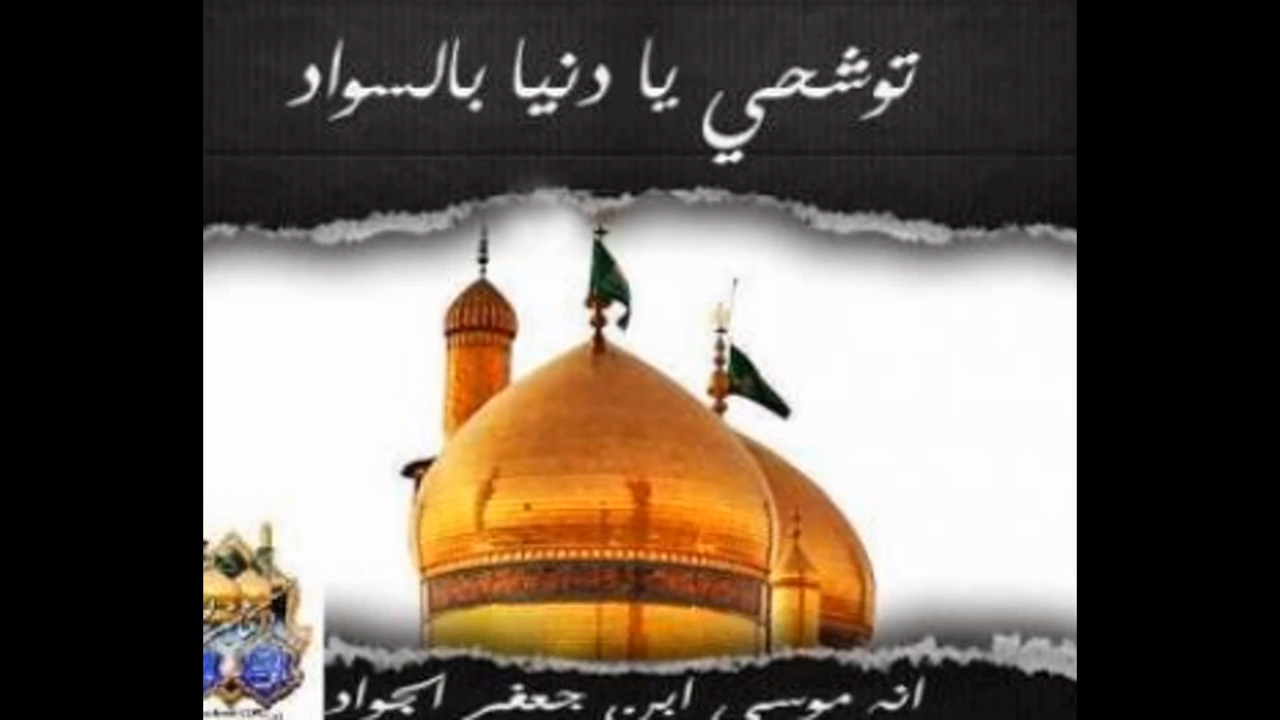 توشحي يا دنيا بالسواد
انه موسى ابن جعفر الجواد